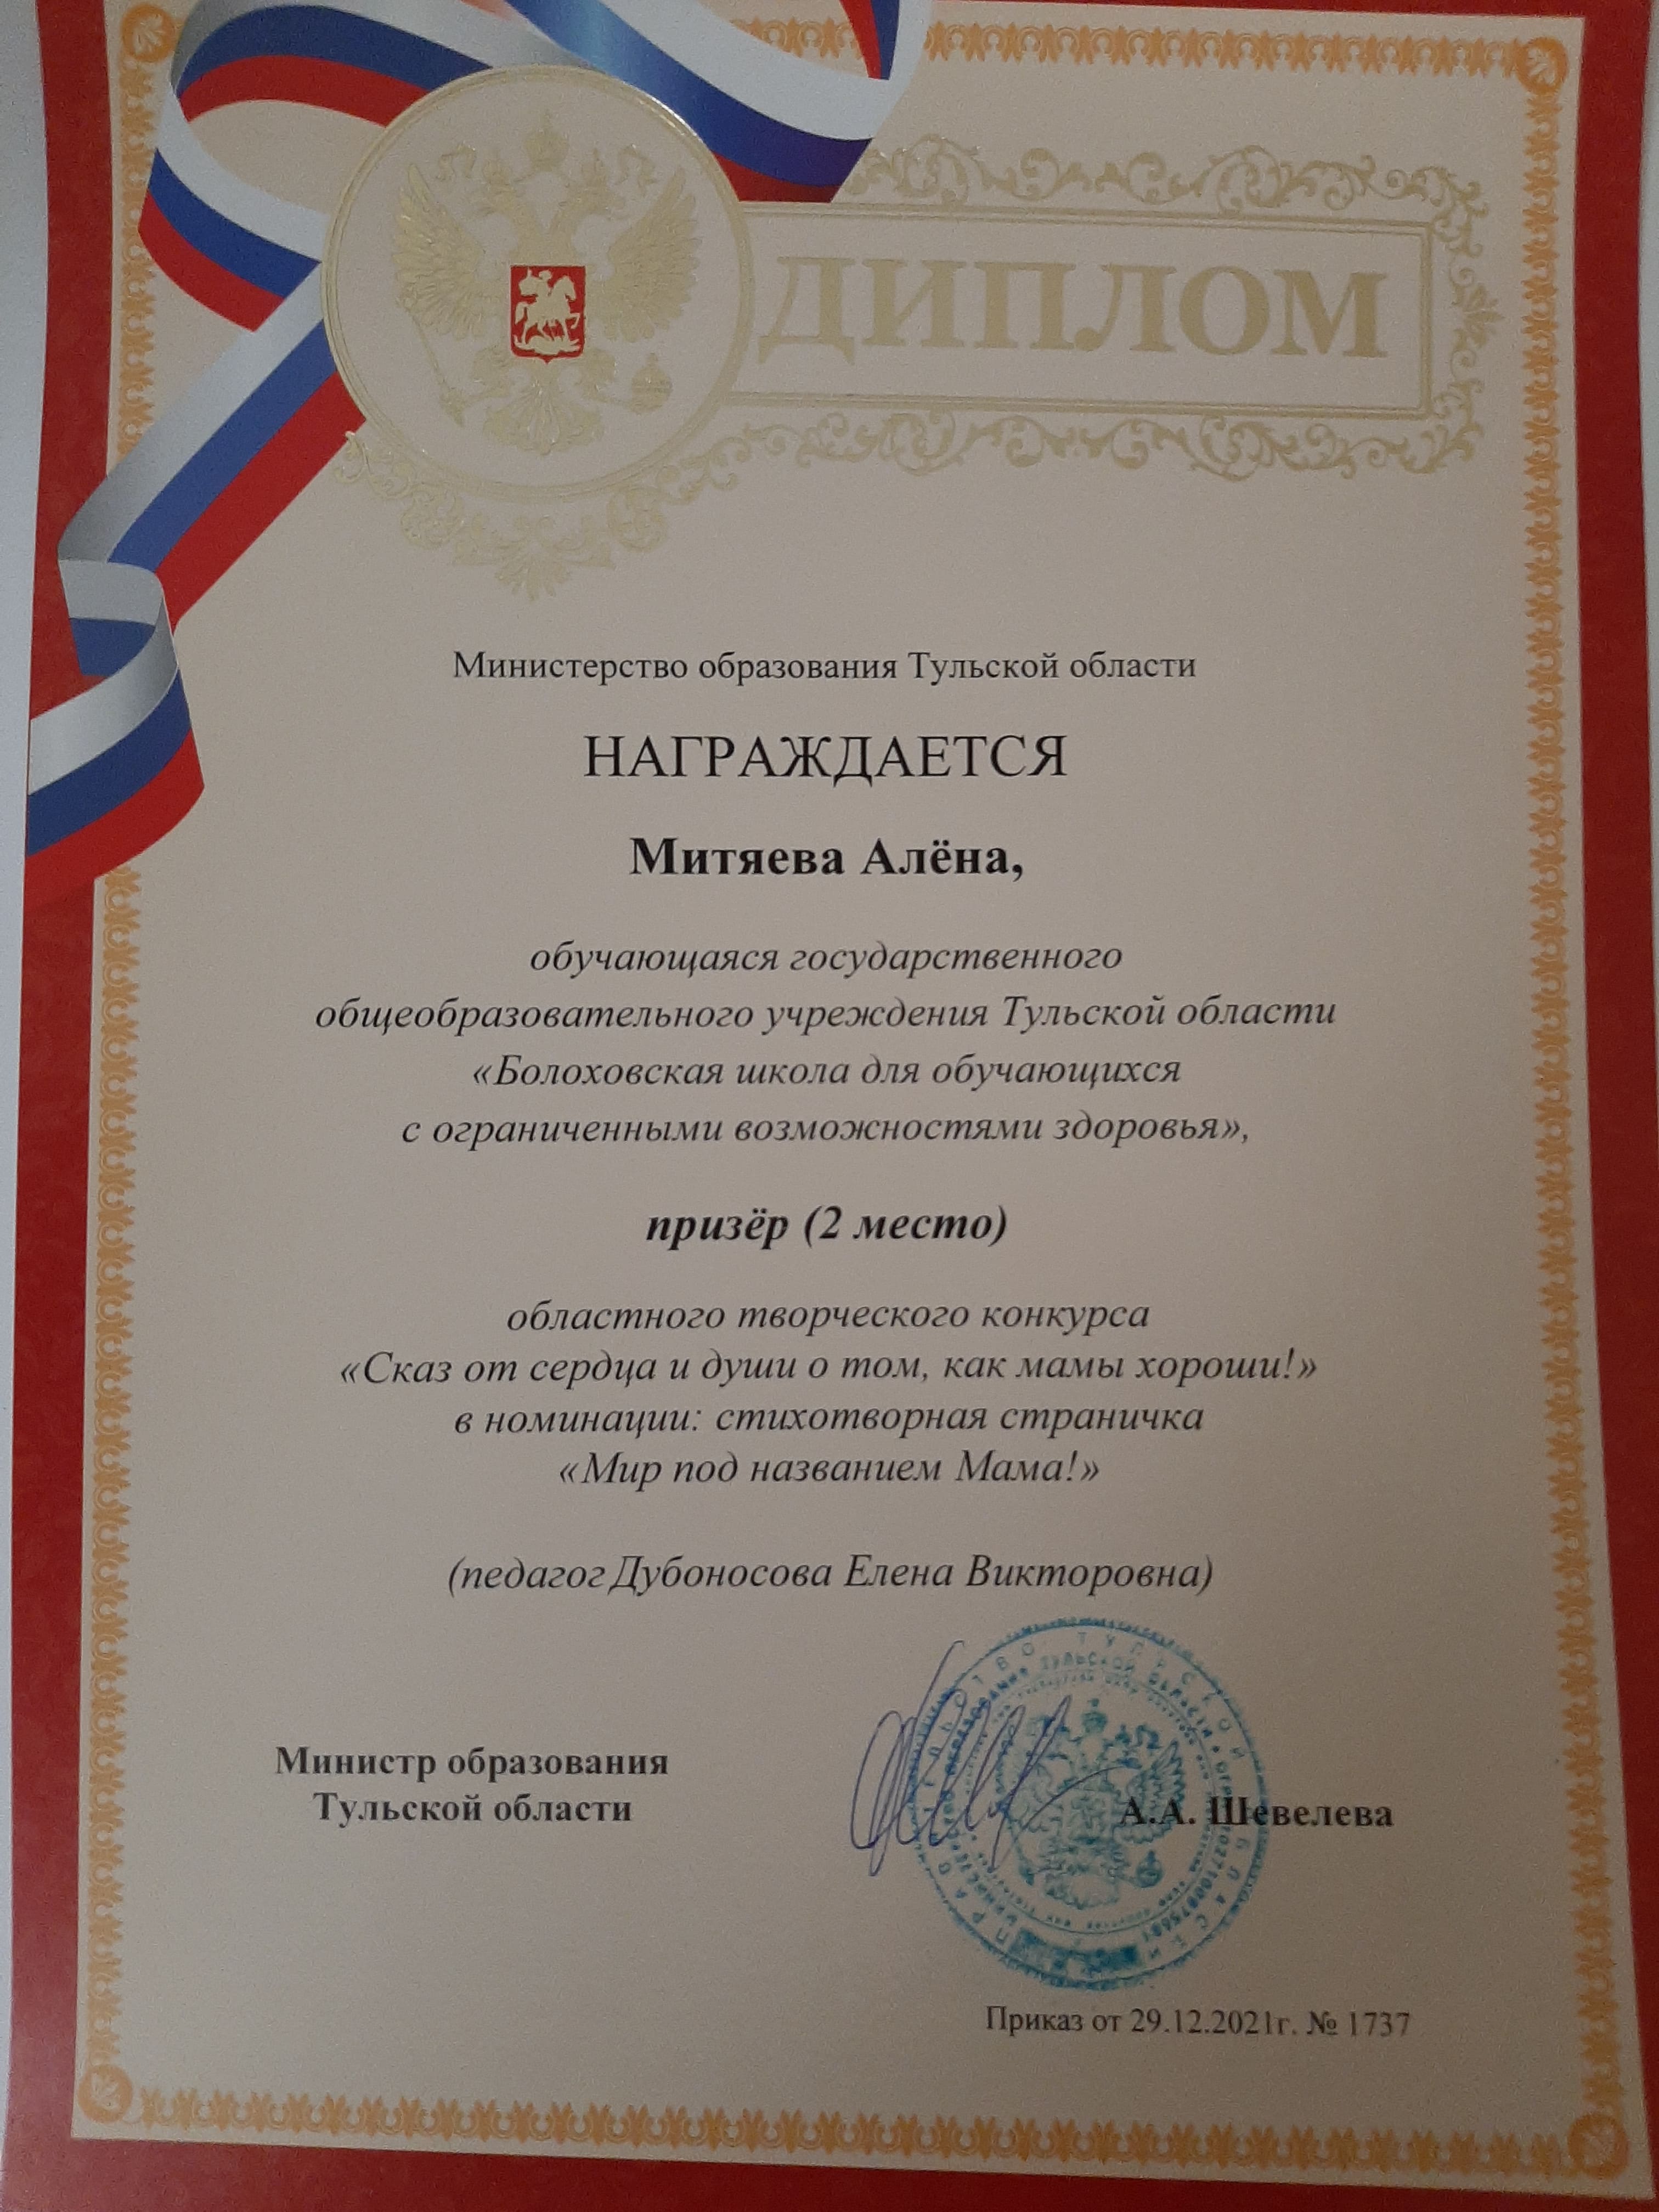 ДИПЛОМ
Министерство образования Тульской области
НАГРАЖДАЕТСЯ
Митяева Алёна,
обучающаяся государственного
общеобразовательного учреждения Тульской области
«Болоховская школа для обучающихся
с ограниченными возможностями здоровья»,
призёр (2 место)
областного творческого конкурса
«Сказ от сердца и души о том, как мамы хороши!»
в номинации: стихотворная страничка
«Мир под названием Мама!»
(педагог Дубоносова Елена Викторовна)
Министр образования
Тульской области
А.А. Шевелева
Приказ от 29.12.2021г. № 1737